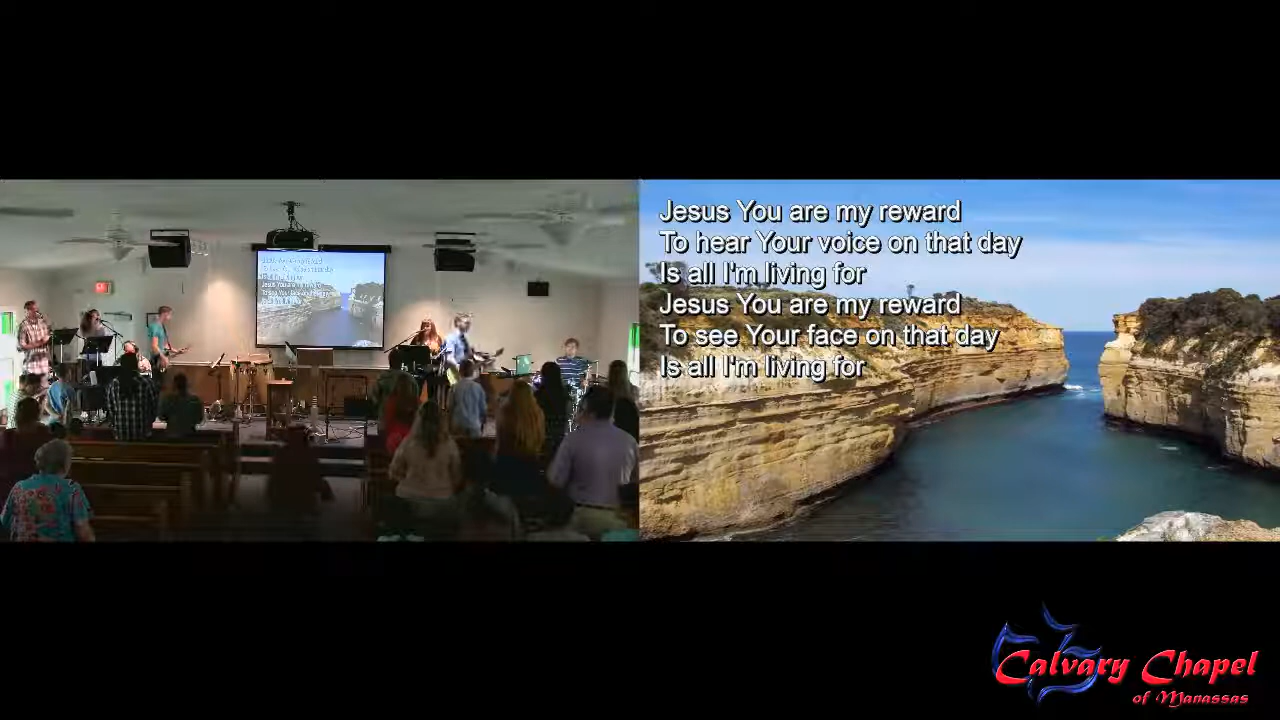 Jesus You are my reward
To hear Your voice on that day
Is all I'm living for
Jesus You are my reward
To see Your face on that day
Is all I'm living for
Calvary Chapel
of Manassas